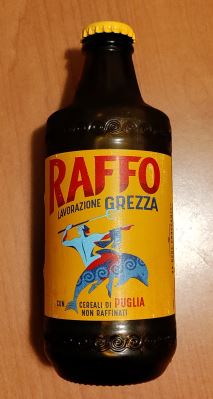 RAFFO
LAVORAZIONE GREZZA
CON CEREALI DI PUGLIA
NON RAFFINATI